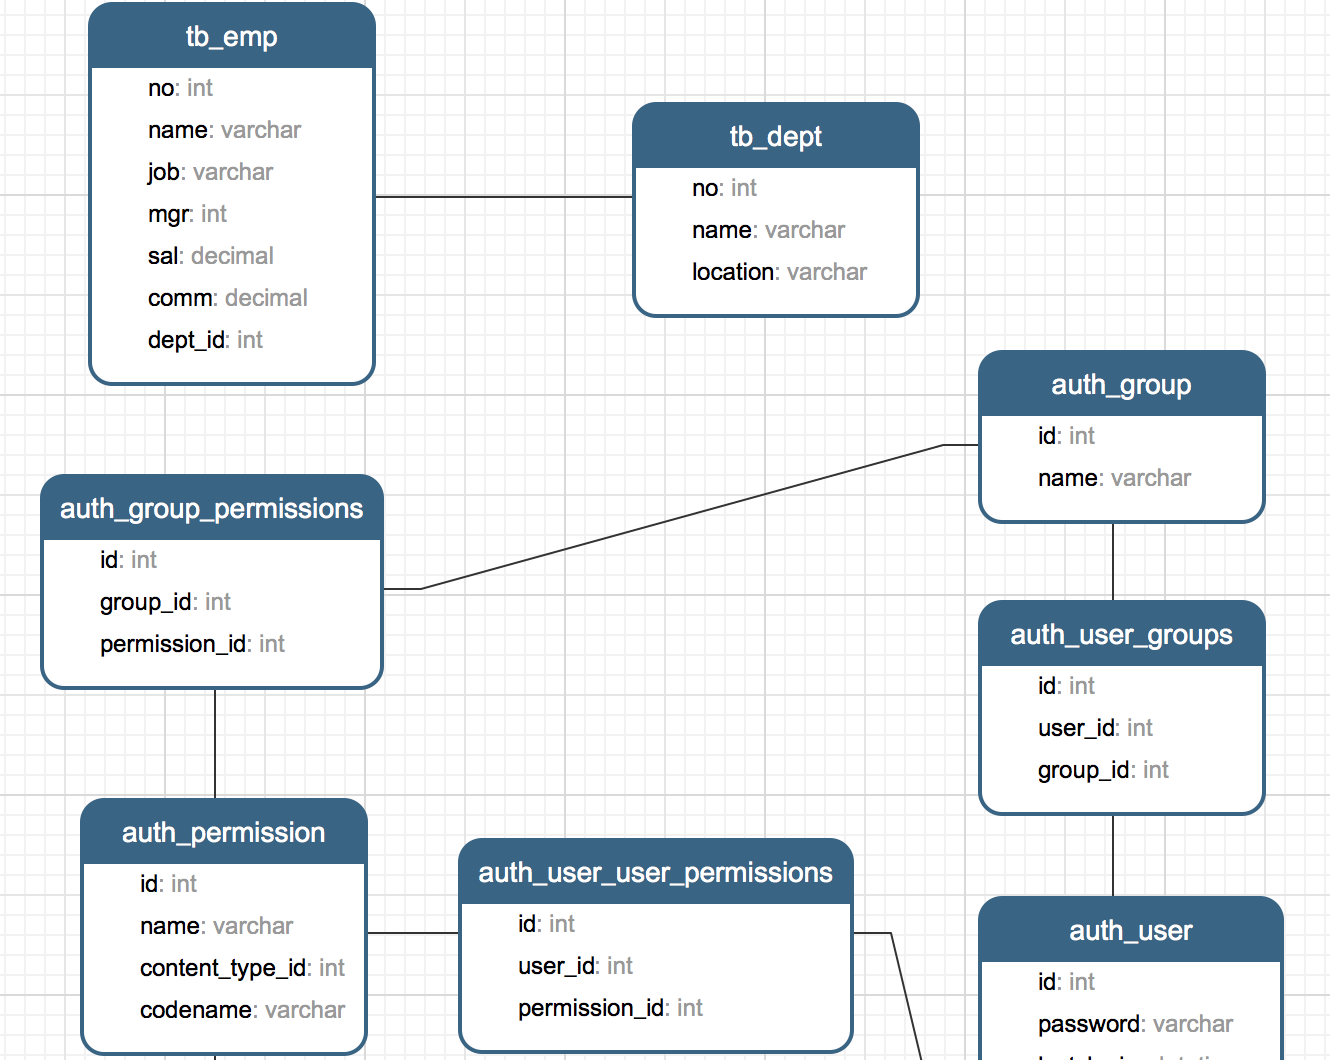 tb_emp
no: int
name: varchar
job: varchar
mgr: int
sal: decimal
comm: decimal
dept_id: int
tb_dept
no: int
name: varchar
location: varchar
auth_group
id: int
name: varchar
auth_group_permissions
id: int
group_id: int
permission_id: int
auth_user_groups
id: int
user_id: int
group_id: int
auth_permission
id: int
name: varchar
content_type_id: int
codename: varchar
auth_user_user_permissions
id: int
user_id: int
permission_id: int
auth_user
id: int
password: varchar